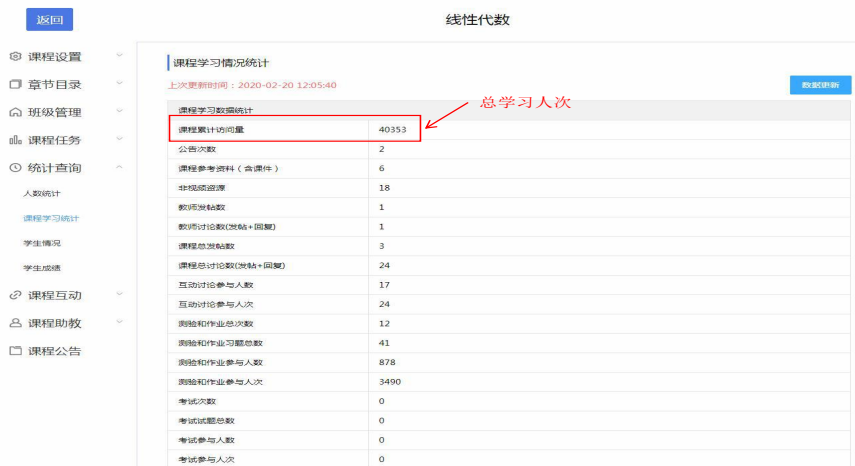 返回
线性代数
课程设置
章节目录
班级管理
课程任务
统计查询
人数统计
课程学习统计
学生情况
学生成绩
课程互动
课程助教
课程公告
课程学习情况统计
上次更新时间：2020-02-20 12:05:40
数据更新
总学习人次
课程学习数据统计
课程累计访问量 40353
公告次数 2
课程参考资料（含课件） 6
非视频资源 18
教师发帖数 1
教师讨论数(发帖+回复) 1
课程总发帖数 3
课程总讨论数(发帖+回复) 24
互动讨论参与人数 17
互动讨论参与人次 24
测验和作业总次数 12
测验和作业习题总数 41
测验和作业参与人数 878
测验和作业参与人次 3490
考试次数 0
考试试题总数 0
考试参与人数 0
考试参与人次 0